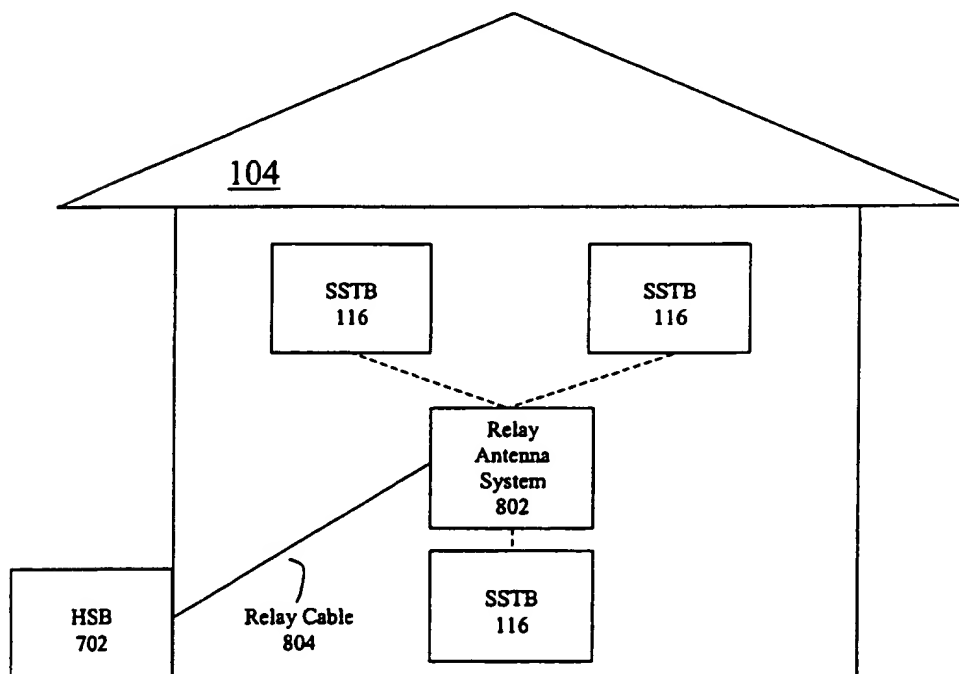 104
SSTB
116
SSTB
116
Relay
Antenna
System
802
HSB
702
Relay Cable
804
SSTB
116